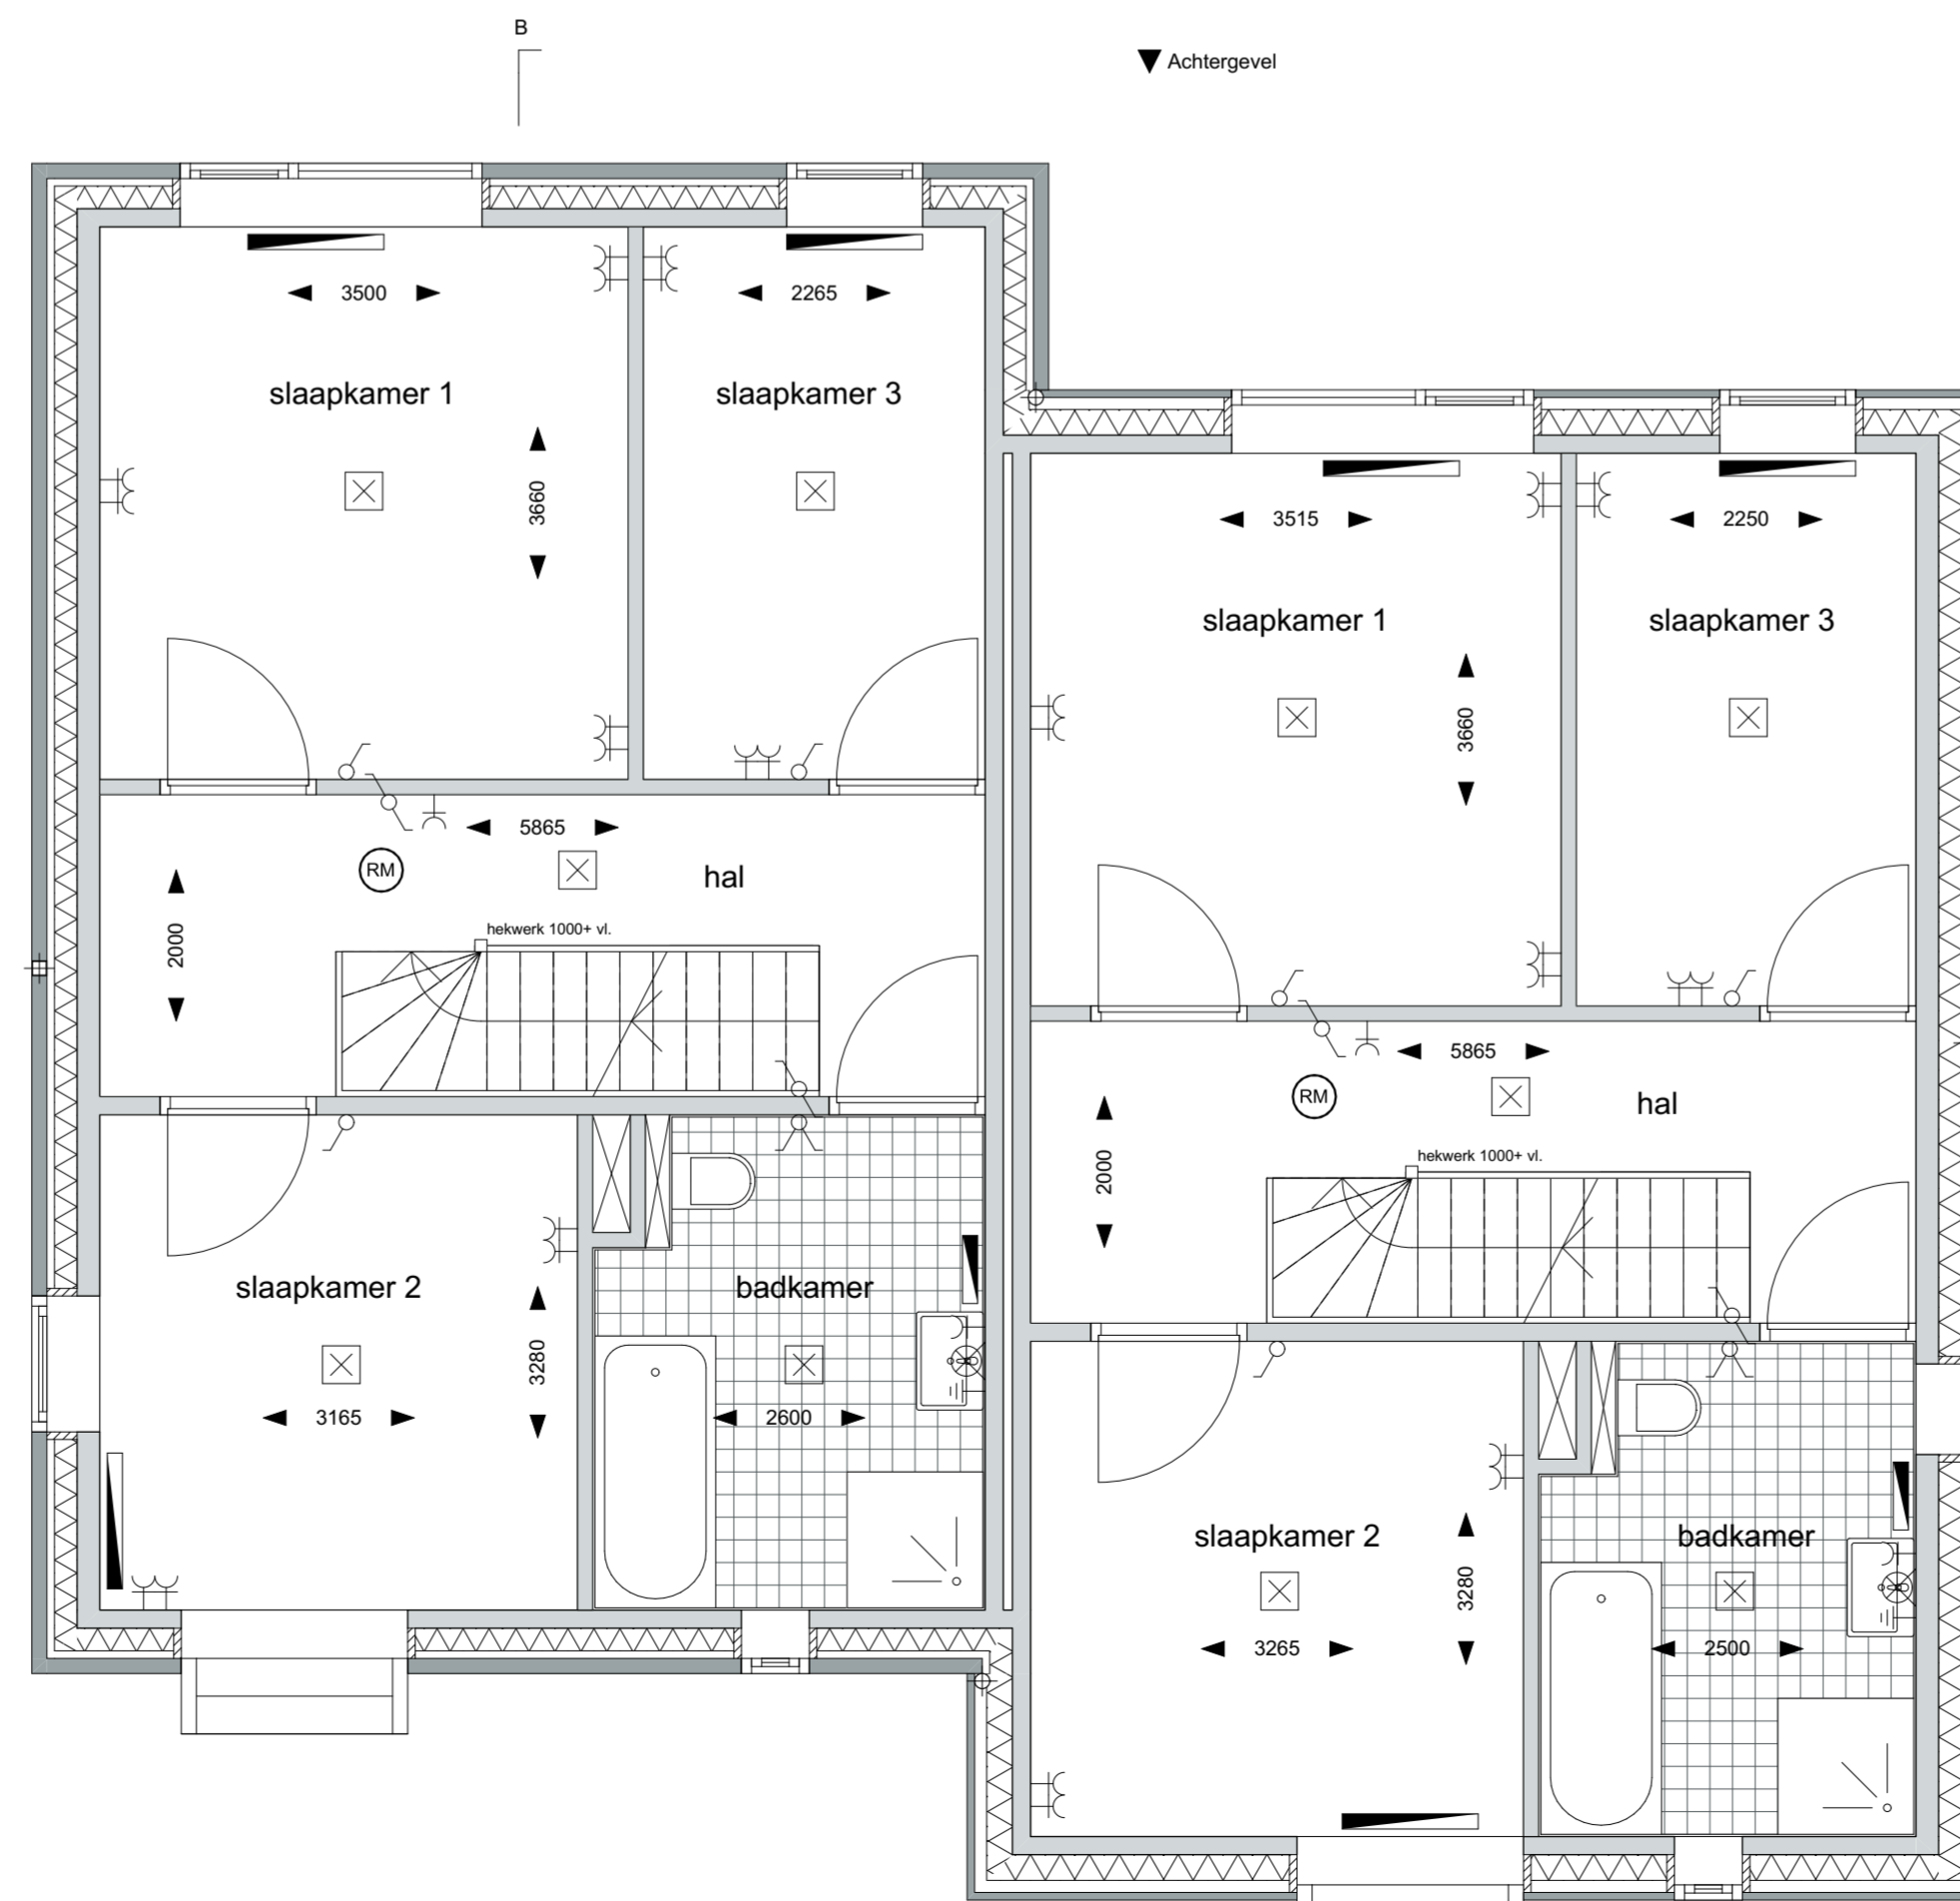 B
Achtergevel
3500
2265
slaapkamer 1
slaapkamer 3
3660
3515
2250
slaapkamer 1
slaapkamer 3
3660
5865
RM
hal
hekwerk 1000+ vl.
2000
5865
RM
hal
hekwerk 1000+ vl.
2000
slaapkamer 2
badkamer
3280
3165
2600
slaapkamer 2
badkamer
3280
3265
2500